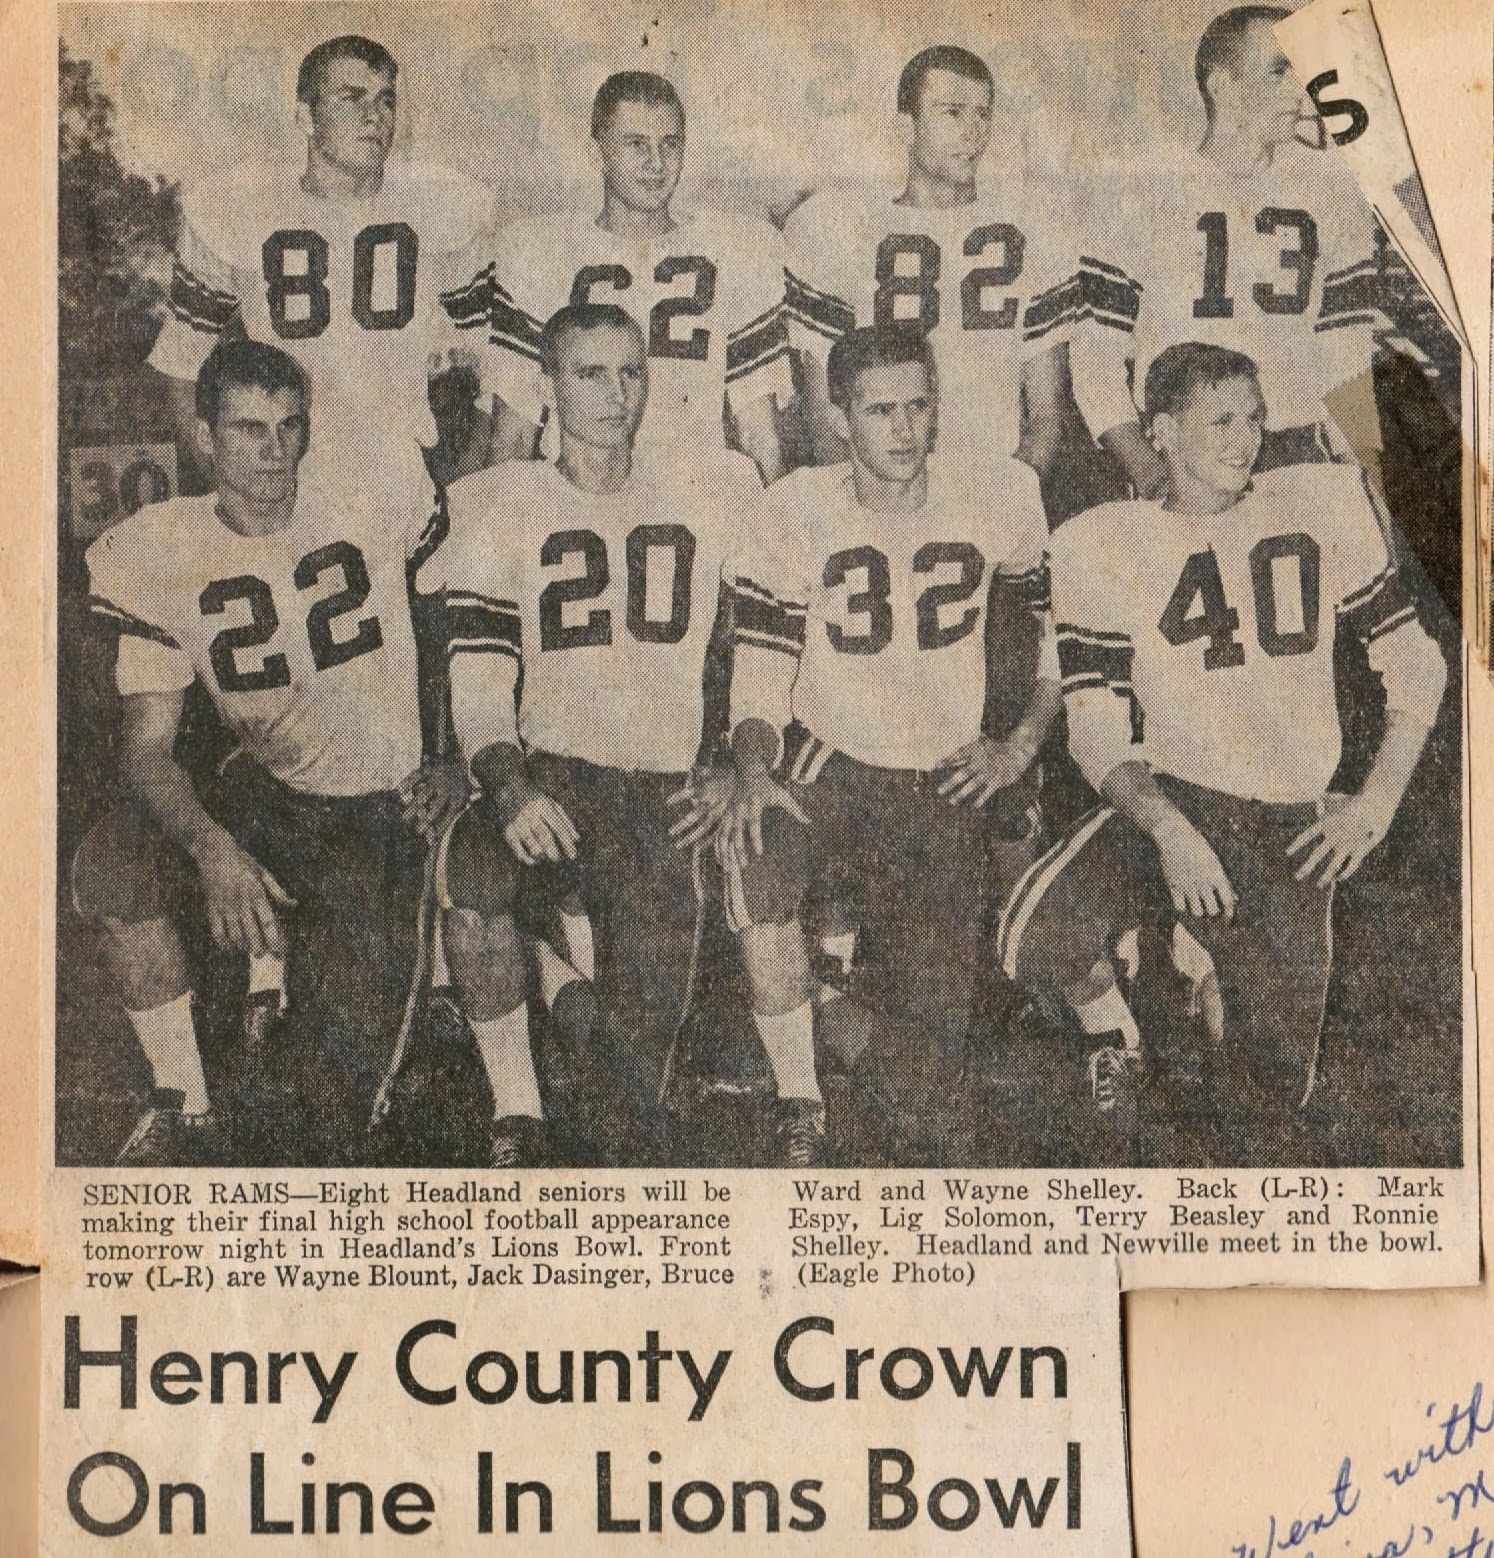 S
80
62
82
13
30
22
20
32
40
SENIOR RAMS—Eight Headland seniors will be
making their final high school football appearance
tomorrow night in Headland's Lions Bowl. Front
row (L-R) are Wayne Blount, Jack Dasinger, Bruce
Ward and Wayne Shelley. Back (L-R): Mark
Espy, Lig Solomon, Terry Beasley and Ronnie
Shelley. Headland and Newville meet in the bowl.
(Eagle Photo)
Henry County Crown
On Line In Lions Bowl
Went with